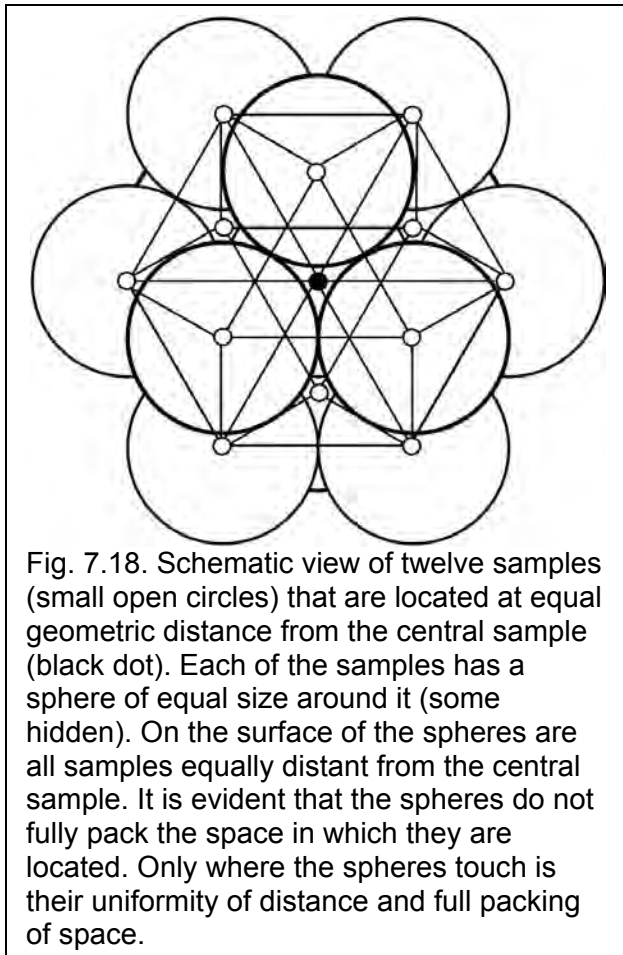 Fig. 7.18. Schematic view of twelve samples
(small open circles) that are located at equal
geometric distance from the central sample
(black dot). Each of the samples has a
sphere of equal size around it (some
hidden). On the surface of the spheres are
all samples equally distant from the central
sample. It is evident that the spheres do not
fully pack the space in which they are
located. Only where the spheres touch is
their uniformity of distance and full packing
of space.